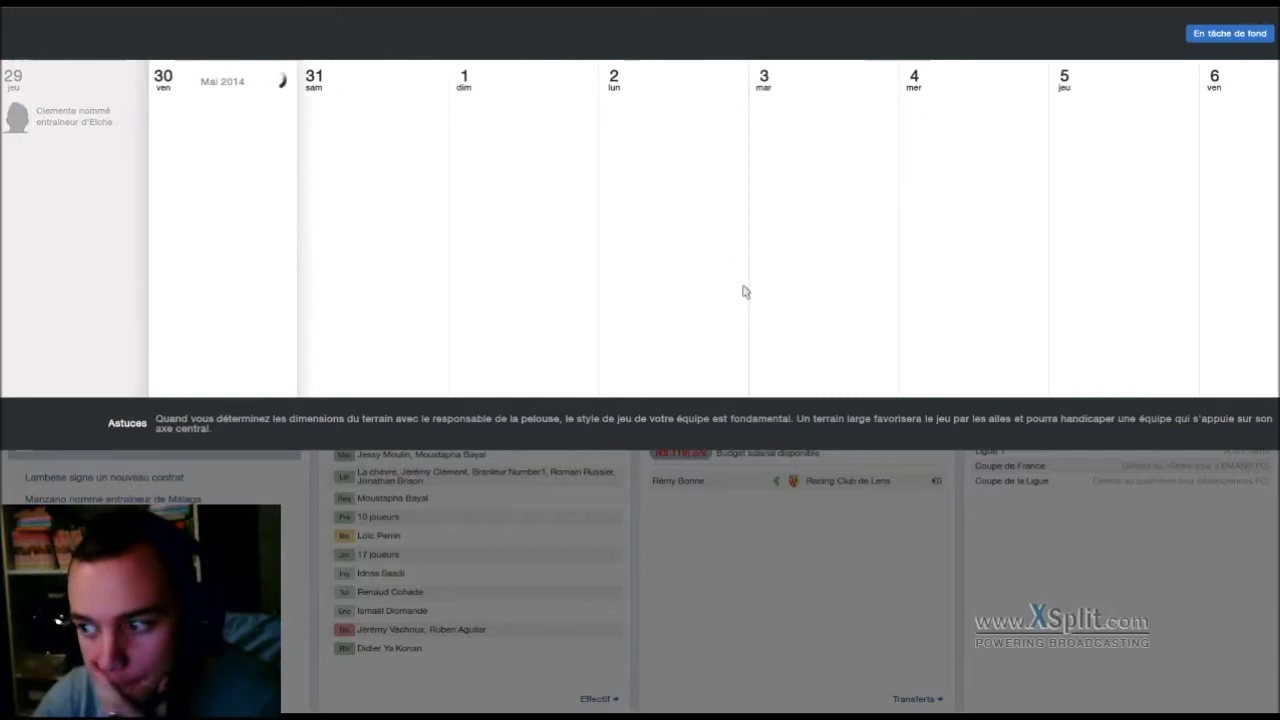 En tâche de fond
29
jeu
30
ven
Mai 2014
31
sam
1
dim
2
lun
3
mar
4
mer
5
jeu
6
ven
Clemente nommé
entraîneur d'Elche
Astuces
Quand vous déterminez les dimensions du terrain avec le responsable de la pelouse, le style de jeu de votre équipe est fondamental. Un terrain large favorisera le jeu par les ailes et pourra handicaper une équipe qui s'appuie sur son
axe central.
Lambèse signe un nouveau contrat
Manzano nommé entraîneur de Málaga
Jessy Moulin, Moustapha Bayal
La chèvre, Jérémy Clément, Branleur Number1, Romain Russier,
Jonathan Brison
Moustapha Bayal
10 joueurs
Loïc Perrin
17 joueurs
Idriss Saadi
Renaud Cohade
Ismaël Diomande
Jérémy Vachoux, Ruben Aguilar
Didier Ya Konan
Effectif
Budget salarial disponible
Rémy Bonne
€
Racing Club de Lens
€0
Transferts
Ligue 1
Coupe de France
Coupe de la Ligue
www.XSplit.com
POWERING BROADCASTING